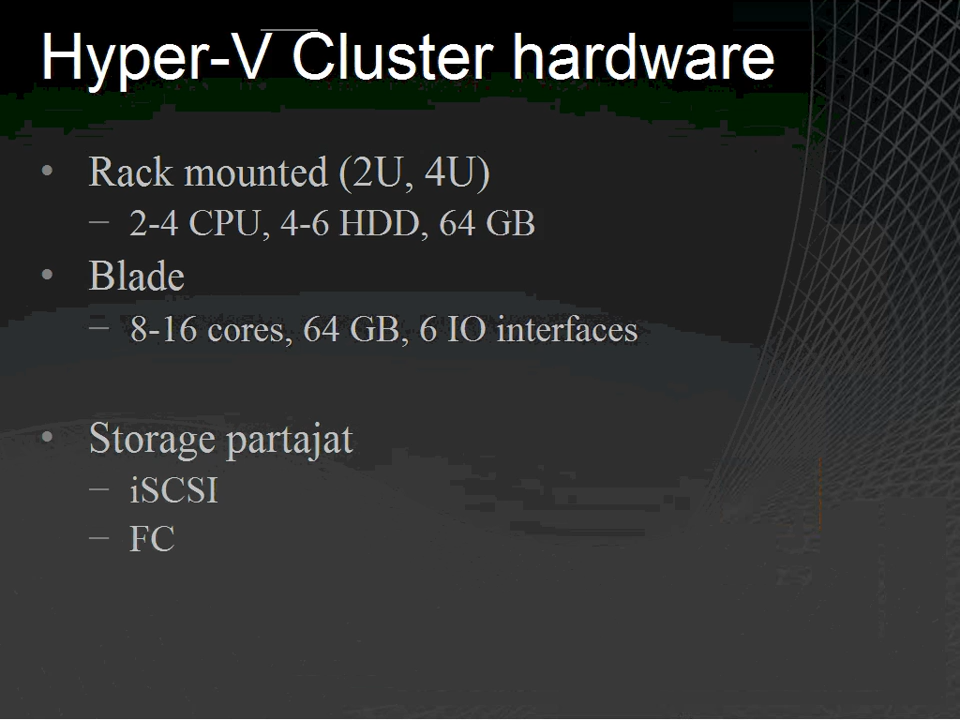 Hyper-V Cluster hardware
• Rack mounted (2U, 4U)
– 2-4 CPU, 4-6 HDD, 64 GB
• Blade
– 8-16 cores, 64 GB, 6 IO interfaces
• Storage partajat
– iSCSI
– FC